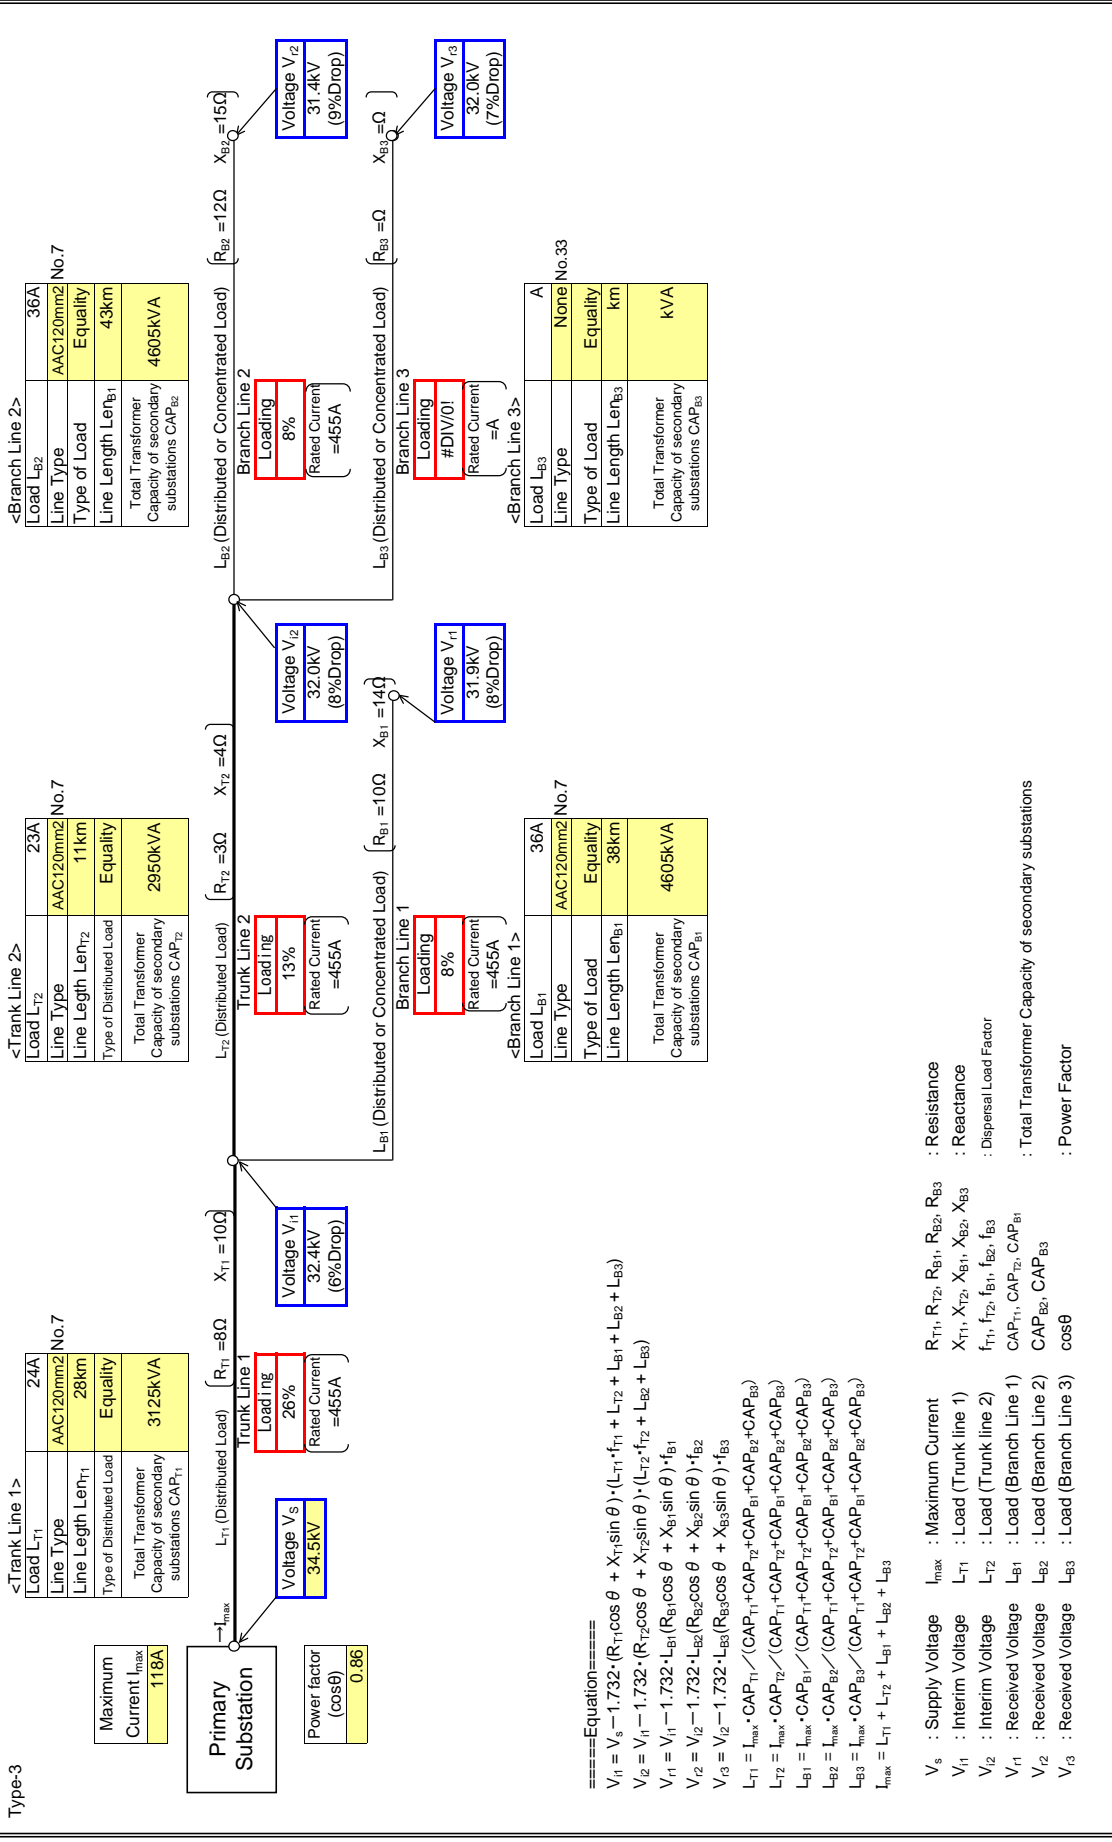 Type-3
Maximum
Current Imax
118A
Primary
Substation
Power factor
(cosθ)
0.86
→Imax
Voltage VS
34.5kV
<Trank Line 1>
Load LT1 24A
Line Type AAC120mm2 No.7
Line Length LenT1 28km
Type of Distributed Load Equality
Total Transformer
Capacity of secondary
substations CAPT1
3125kVA
LT1 (Distributed Load) RT1 =8Ω XT1 =10Ω
Trunk Line 1
Loading
26%
Rated Current
=455A
Voltage Vi1
32.4kV
(6%Drop)
<Trank Line 2>
Load LT2 23A
Line Type AAC120mm2 No.7
Line Legth LenT2 11km
Type of Distributed Load Equality
Total Transformer
Capacity of secondary
substations CAPT2
2950kVA
LT2 (Distributed Load) RT2 =3Ω XT2 =4Ω
Trunk Line 2
Loading
13%
Rated Current
=455A
Voltage Vi2
32.0kV
(8%Drop)
LB1 (Distributed or Concentrated Load) RB1 =10Ω XB1 =14Ω
Branch Line 1
Loading
8%
Rated Current
=455A
Voltage Vr1
31.9kV
(8%Drop)
<Branch Line 1>
Load LB1 36A
Line Type AAC120mm2 No.7
Type of Load Equality
Line Length LenB1 38km
Total Transformer
Capacity of secondary
substations CAPB1
4605kVA
<Branch Line 2>
Load LB2 36A
Line Type AAC120mm2 No.7
Type of Load Equality
Line Length LenB1 43km
Total Transformer
Capacity of secondary
substations CAPB2
4605kVA
LB2 (Distributed or Concentrated Load) RB2 =12Ω XB2 =15Ω
Branch Line 2
Loading
8%
Rated Current
=455A
Voltage Vr2
31.4kV
(9%Drop)
LB3 (Distributed or Concentrated Load) RB3 =Ω XB3 =Ω
Branch Line 3
Loading
#DIV/0!
Rated Current
=A
Voltage Vr3
32.0kV
(7%Drop)
<Branch Line 3>
Load LB3 A
Line Type None No.33
Type of Load Equality
Line Length LenB3 km
Total Transformer
Capacity of secondary
substations CAPB3
kVA
=====Equation=====
Vi1 = Vs－1.732･(RT1cos θ + XT1sin θ)･(LT1･fT1 + LT2 + LB1 + LB2 + LB3)
Vi2 = Vi1－1.732･(RT2cos θ + XT2sin θ)･(LT2･fT2 + LB2 + LB3)
Vr1 = Vi1－1.732･LB1(RB1cos θ + XB1sin θ)･fB1
Vr2 = Vi2－1.732･LB2(RB2cos θ + XB2sin θ)･fB2
Vr3 = Vi2－1.732･LB3(RB3cos θ + XB3sin θ)･fB3
LT1 = Imax･CAPT1／(CAPT1+CAPT2+CAPB1+CAPB2+CAPB3)
LT2 = Imax･CAPT2／(CAPT1+CAPT2+CAPB1+CAPB2+CAPB3)
LB1 = Imax･CAPB1／(CAPT1+CAPT2+CAPB1+CAPB2+CAPB3)
LB2 = Imax･CAPB2／(CAPT1+CAPT2+CAPB1+CAPB2+CAPB3)
LB3 = Imax･CAPB3／(CAPT1+CAPT2+CAPB1+CAPB2+CAPB3)
Imax = LT1 + LT2 + LB1 + LB2 + LB3
Vs : Supply Voltage Imax : Maximum Current RT1, RT2, RB1, RB2, RB3 : Resistance
Vi1 : Interim Voltage LT1 : Load (Trunk line 1) XT1, XT2, XB1, XB2, XB3 : Reactance
Vi2 : Interim Voltage LT2 : Load (Trunk line 2) fT1, fT2, fB1, fB2, fB3 : Dispersal Load Factor
Vr1 : Received Voltage LB1 : Load (Branch Line 1) CAPT1, CAPT2, CAPB1
Vr2 : Received Voltage LB2 : Load (Branch Line 2) CAPB2, CAPB3 : Total Transformer Capacity of secondary substations
Vr3 : Received Voltage LB3 : Load (Branch Line 3) cosθ : Power Factor